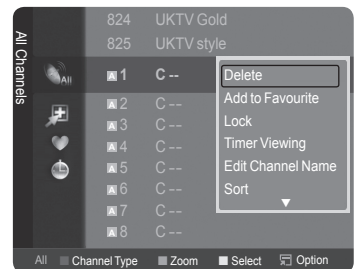 All Channels
824 UKTV Gold
825 UKTV style
All
A 1 C --
A 2 C --
A 3 C --
A 4 C --
A 5 C --
A 6 C --
A 7 C --
A 8 C --
Delete
Add to Favourite
Lock
Timer Viewing
Edit Channel Name
Sort
All Channel Type Zoom Select Option